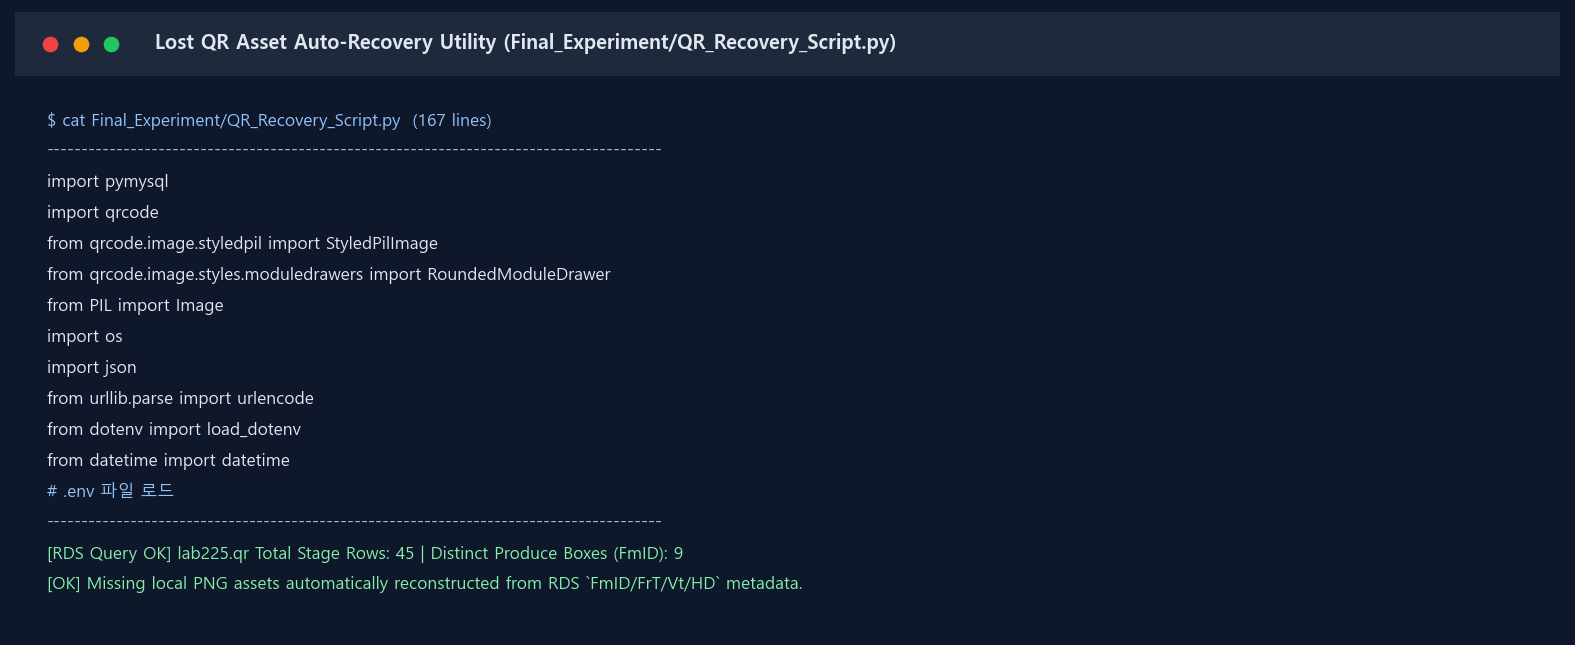 Lost QR Asset Auto-Recovery Utility (Final_Experiment/QR_Recovery_Script.py)
$ cat Final_Experiment/QR_Recovery_Script.py  (167 lines)
----------------------------------------------------------------------------------------
import pymysql
import qrcode
from qrcode.image.styledpil import StyledPilImage
from qrcode.image.styles.moduledrawers import RoundedModuleDrawer
from PIL import Image
import os
import json
from urllib.parse import urlencode
from dotenv import load_dotenv
from datetime import datetime
# .env 파일 로드
----------------------------------------------------------------------------------------
[RDS Query OK] lab225.qr Total Stage Rows: 45 | Distinct Produce Boxes (FmID): 9
[OK] Missing local PNG assets automatically reconstructed from RDS `FmID/FrT/Vt/HD` metadata.